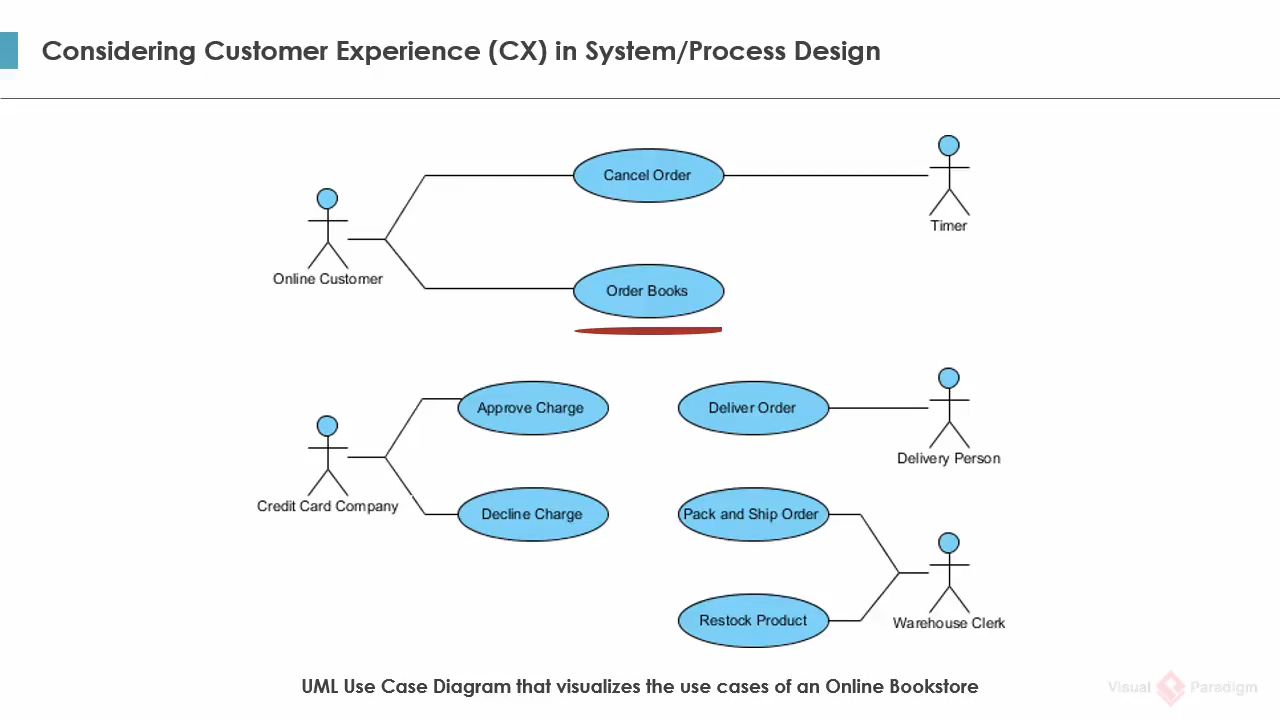 Considering Customer Experience (CX) in System/Process Design
Cancel Order
Timer
Online Customer
Order Books
Approve Charge
Deliver Order
Delivery Person
Credit Card Company
Decline Charge
Pack and Ship Order
Restock Product
Warehouse Clerk
UML Use Case Diagram that visualizes the use cases of an Online Bookstore
Visual Paradigm